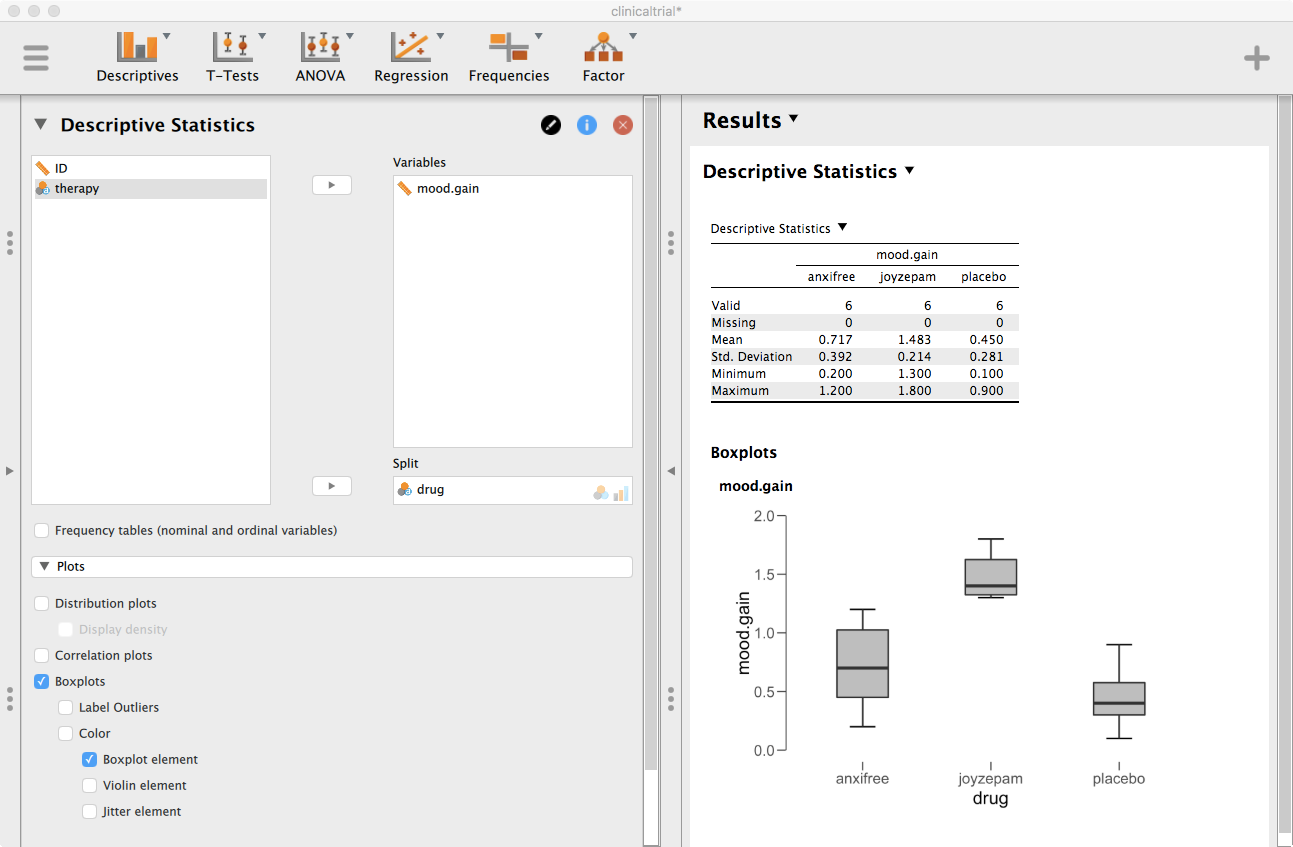 clinicaltrial*
Descriptives T-Tests ANOVA Regression Frequencies Factor
Descriptive Statistics
ID
therapy
Variables
mood.gain
Split
drug
Frequency tables (nominal and ordinal variables)
Plots
Distribution plots
Display density
Correlation plots
Boxplots
Label Outliers
Color
Boxplot element
Violin element
Jitter element
Results
Descriptive Statistics
Descriptive Statistics
mood.gain
anxifree joyzepam placebo
Valid 6 6 6
Missing 0 0 0
Mean 0.717 1.483 0.450
Std. Deviation 0.392 0.214 0.281
Minimum 0.200 1.300 0.100
Maximum 1.200 1.800 0.900
Boxplots
mood.gain
2.0
1.5
1.0
0.5
0.0
mood.gain
anxifree joyzepam placebo
drug